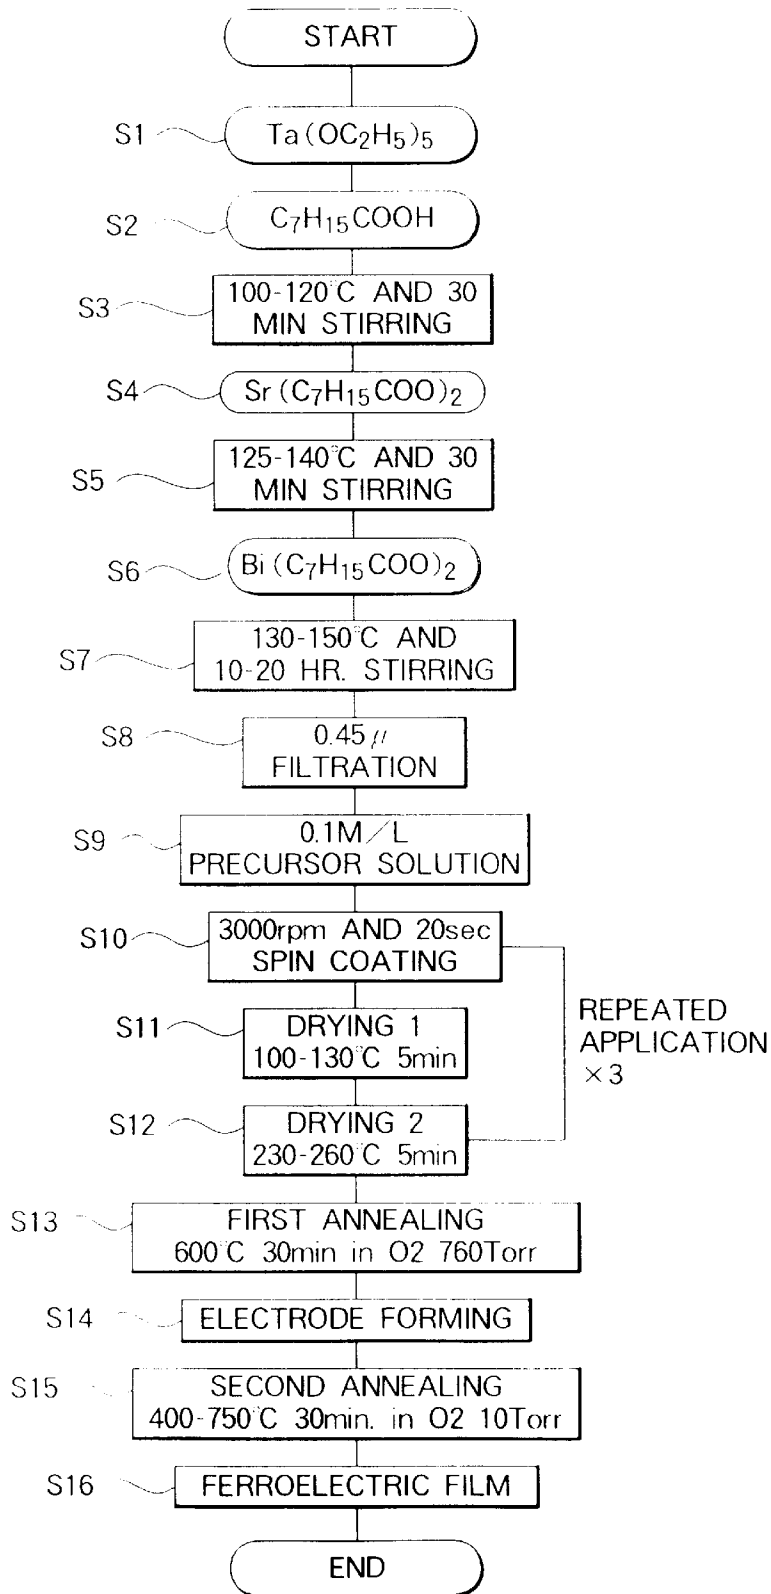 START
S1
Ta(OC2H5)5
S2
C7H15COOH
S3
100-120°C AND 30
MIN STIRRING
S4
Sr(C7H15COO)2
S5
125-140°C AND 30
MIN STIRRING
S6
Bi(C7H15COO)2
S7
130-150°C AND
10-20 HR. STIRRING
S8
0.45μ
FILTRATION
S9
0.1M/L
PRECURSOR SOLUTION
S10
3000rpm AND 20sec
SPIN COATING
S11
DRYING 1
100-130°C 5min
REPEATED
APPLICATION
×3
S12
DRYING 2
230-260°C 5min
S13
FIRST ANNEALING
600°C 30min in O2 760Torr
S14
ELECTRODE FORMING
S15
SECOND ANNEALING
400-750°C 30min. in O2 10Torr
S16
FERROELECTRIC FILM
END